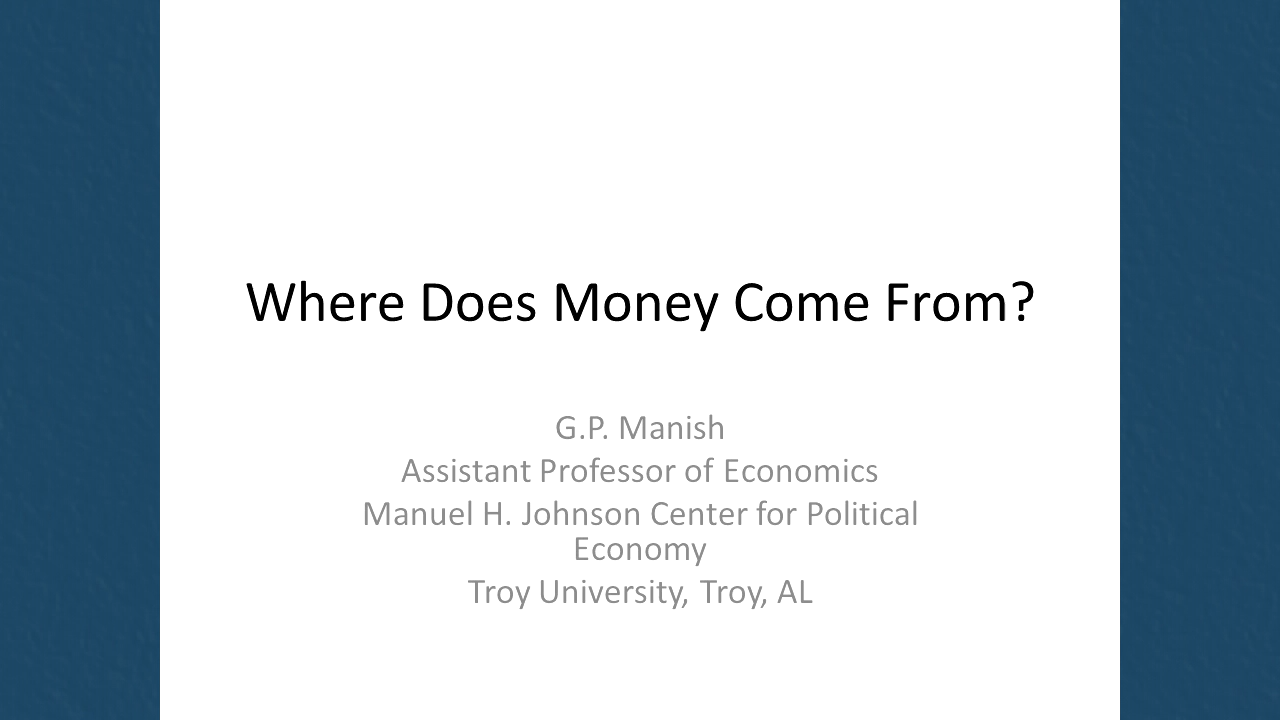 Where Does Money Come From?
G.P. Manish
Assistant Professor of Economics
Manuel H. Johnson Center for Political
Economy
Troy University, Troy, AL